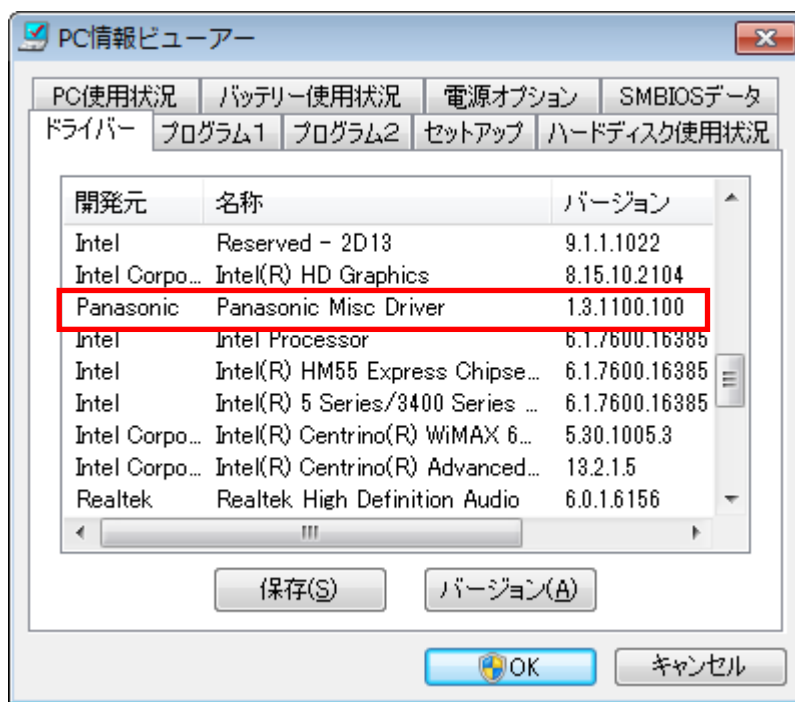 PC情報ビューアー
PC使用状況 バッテリー使用状況 電源オプション SMBIOSデータ
ドライバー プログラム1 プログラム2 セットアップ ハードディスク使用状況
開発元 名称 バージョン
Intel Reserved - 2D13 9.1.1.1022
Intel Corpo... Intel(R) HD Graphics 8.15.10.2104
Panasonic Panasonic Misc Driver 1.3.1100.100
Intel Intel Processor 6.1.7600.16385
Intel Intel(R) HM55 Express Chipse... 6.1.7600.16385
Intel Intel(R) 5 Series/3400 Series ... 6.1.7600.16385
Intel Corpo... Intel(R) Centrino(R) WiMAX 6... 5.30.1005.3
Intel Corpo... Intel(R) Centrino(R) Advanced... 13.2.1.5
Realtek Realtek High Definition Audio 6.0.1.6156
保存(S) バージョン(A)
OK キャンセル